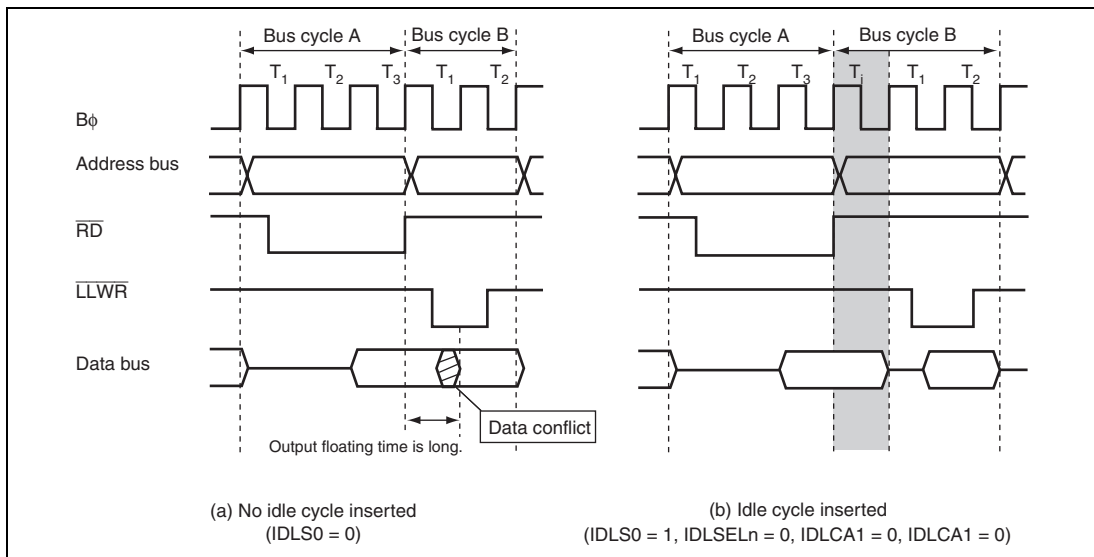 Bus cycle A Bus cycle B Bus cycle A Bus cycle B
T1 T2 T3 T1 T2 T1 T2 T3 Ti T1 T2
Bϕ
Address bus
RD
LLWR
Data bus
Data conflict
Output floating time is long.
(a) No idle cycle inserted
(IDLS0 = 0)
(b) Idle cycle inserted
(IDLS0 = 1, IDLSELn = 0, IDLCA1 = 0, IDLCA1 = 0)